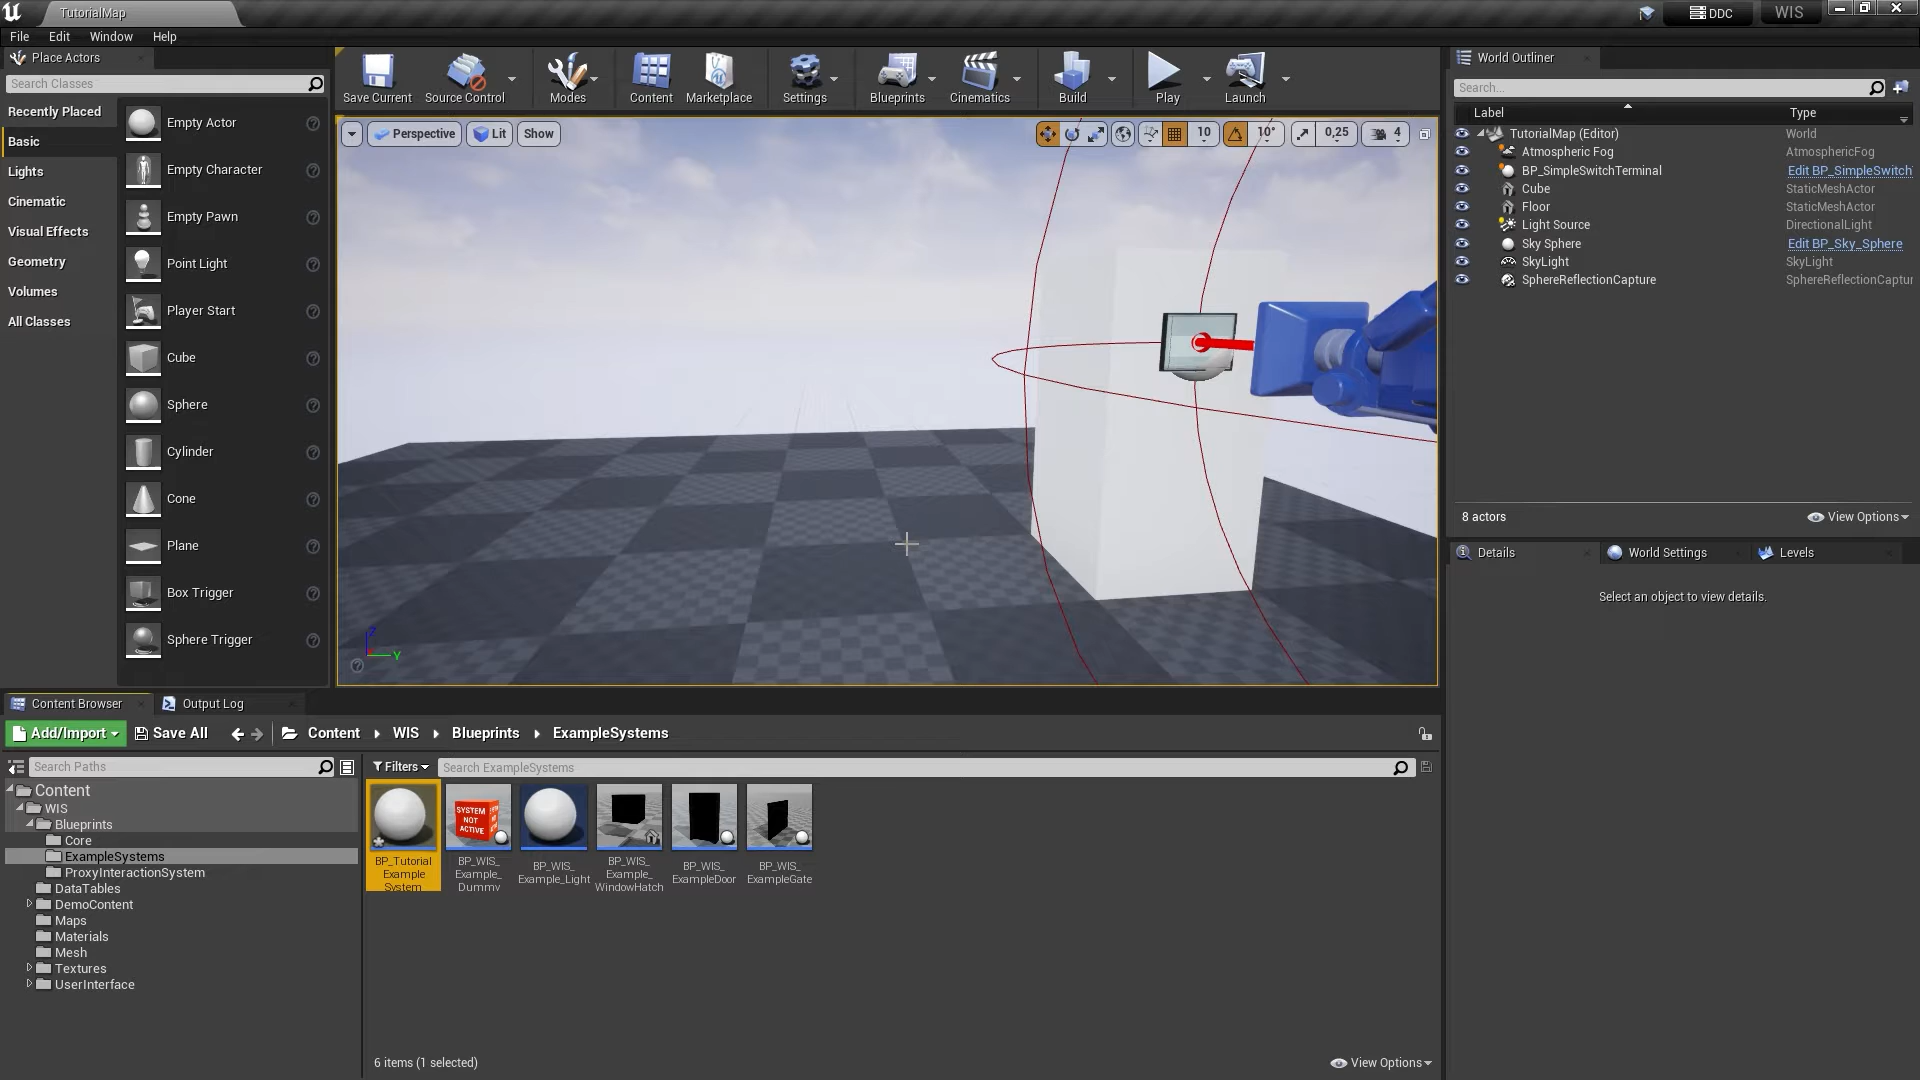 TutorialMap
DDC
WIS
File
Edit
Window
Help
Place Actors
Search Classes
Recently Placed
Basic
Lights
Cinematic
Visual Effects
Geometry
Volumes
All Classes
Empty Actor
Empty Character
Empty Pawn
Point Light
Player Start
Cube
Sphere
Cylinder
Cone
Plane
Box Trigger
Sphere Trigger
Save Current
Source Control
Modes
Content
Marketplace
Settings
Blueprints
Cinematics
Build
Play
Launch
Perspective
Lit
Show
10
10°
0,25
4
Z
Y
World Outliner
Search...
Label
Type
TutorialMap (Editor)
World
Atmospheric Fog
AtmosphericFog
BP_SimpleSwitchTerminal
Edit BP_SimpleSwitch
Cube
StaticMeshActor
Floor
StaticMeshActor
Light Source
DirectionalLight
Sky Sphere
Edit BP_Sky_Sphere
SkyLight
SkyLight
SphereReflectionCapture
SphereReflectionCaptur
8 actors
View Options
Details
World Settings
Levels
Select an object to view details.
Content Browser
Output Log
Add/Import
Save All
Content
WIS
Blueprints
ExampleSystems
Search Paths
Filters
Search ExampleSystems
Content
WIS
Blueprints
Core
ExampleSystems
ProxyInteractionSystem
DataTables
DemoContent
Maps
Materials
Mesh
Textures
UserInterface
SYSTEM
NOT
ACTIVE
BP_Tutorial
Example
System
BP_WIS_
Example_
Dummy
BP_WIS_
Example_Light
BP_WIS_
Example_
WindowHatch
BP_WIS_
ExampleDoor
BP_WIS_
ExampleGate
6 items (1 selected)
View Options